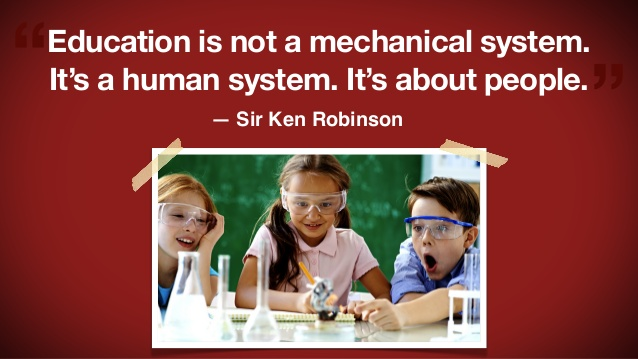 “Education is not a mechanical system.
It’s a human system. It’s about people.”
— Sir Ken Robinson